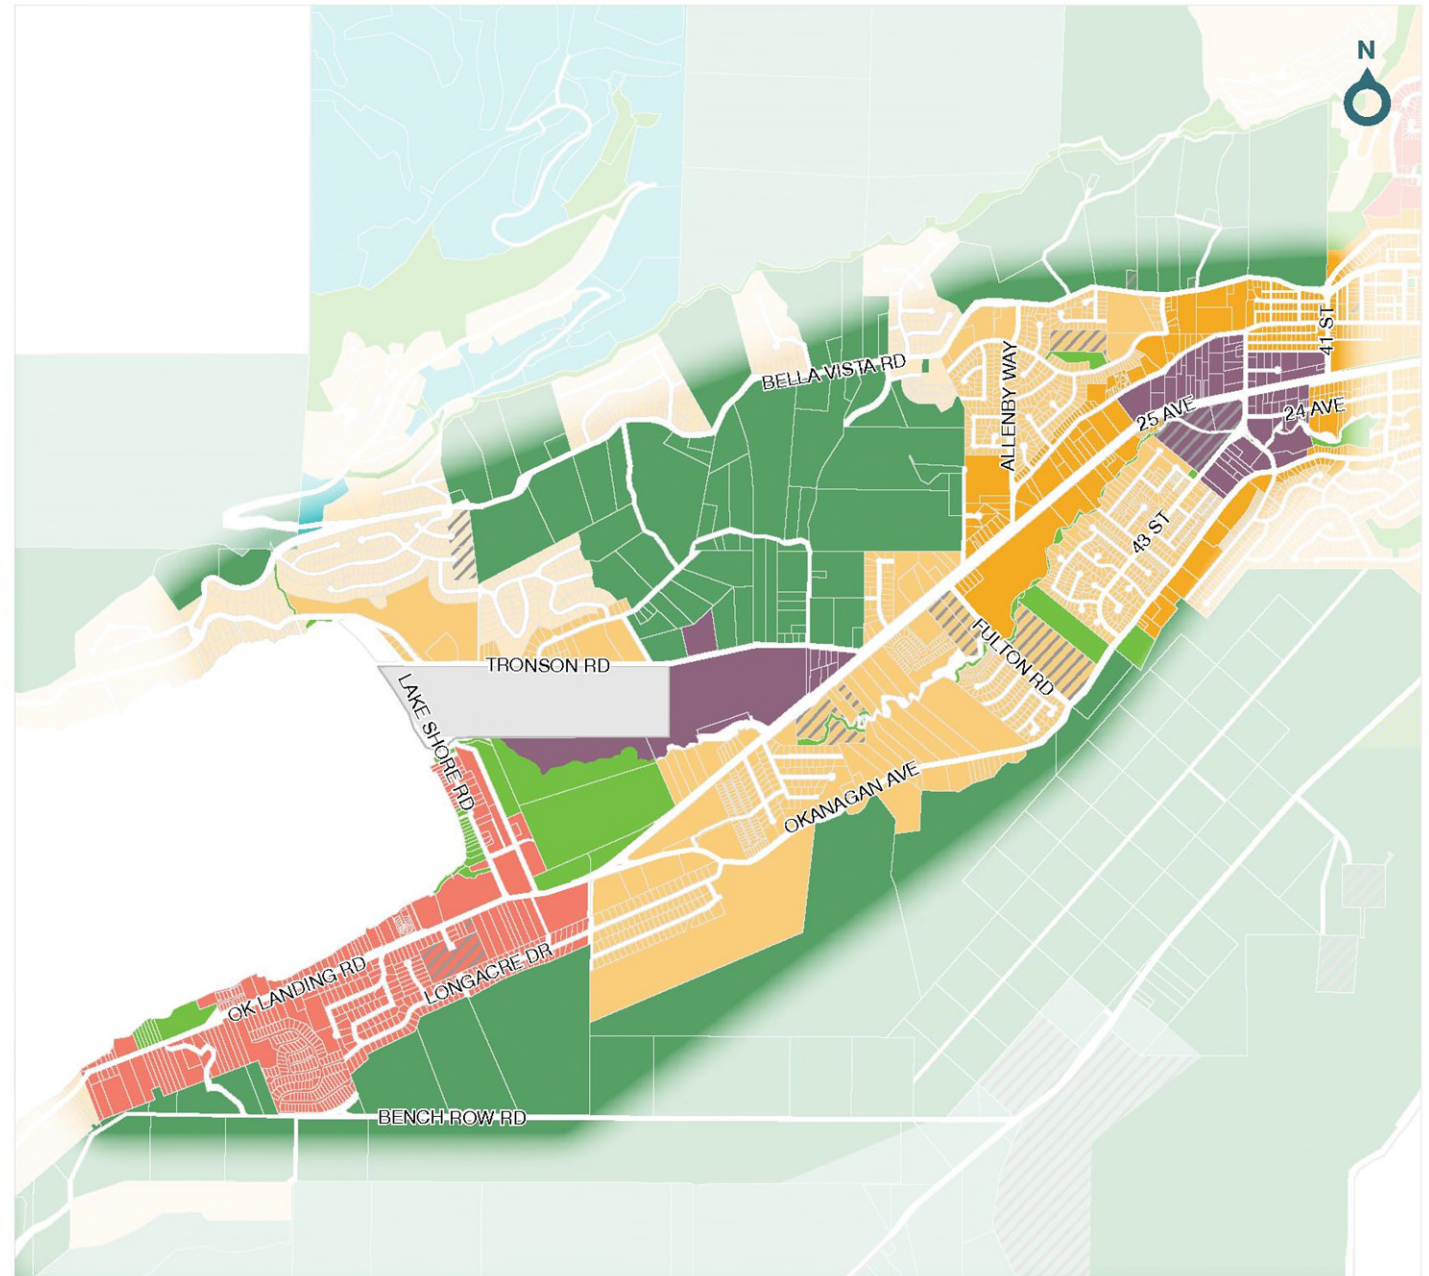 N
41 ST
BELLA VISTA RD
ALLENBY WAY
25 AVE
24 AVE
43 ST
FULTON RD
TRONSON RD
LAKE SHORE RD
OKANAGAN AVE
OK LANDING RD
LONGACRE DR
BENCH ROW RD